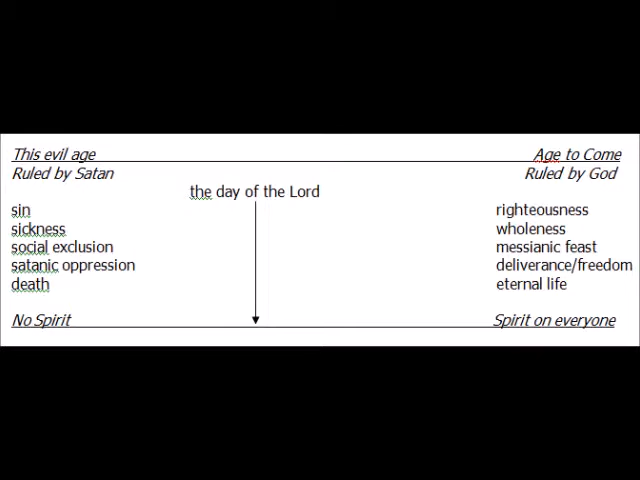 This evil age Age to Come
Ruled by Satan Ruled by God
the day of the Lord
sin righteousness
sickness wholeness
social exclusion messianic feast
satanic oppression deliverance/freedom
death eternal life
No Spirit Spirit on everyone